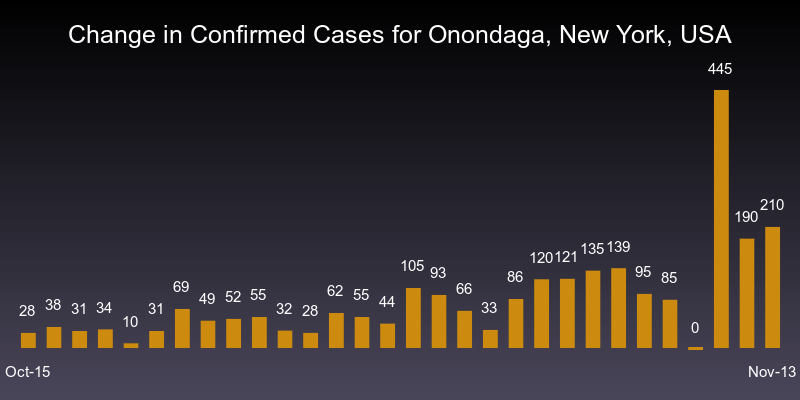 Change in Confirmed Cases for Onondaga, New York, USA
28 38 31 34 10 31 69 49 52 55 32 28 62 55 44 105 93 66 33 86 120 121 135 139 95 85 0 445 190 210
Oct-15 Nov-13